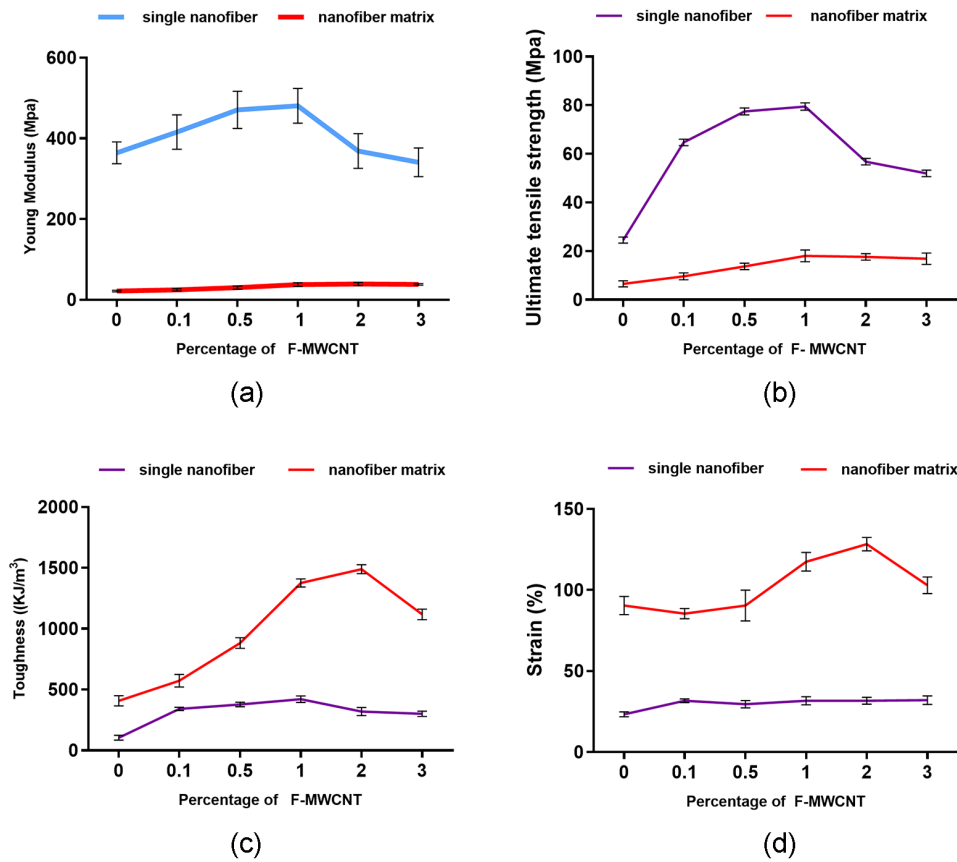 single nanofiber nanofiber matrix
Young Modulus (Mpa)
600
400
200
0
0 0.1 0.5 1 2 3
Percentage of F-MWCNT
(a)
single nanofiber nanofiber matrix
Ultimate tensile strength (Mpa)
100
80
60
40
20
0
0 0.1 0.5 1 2 3
Percentage of F- MWCNT
(b)
single nanofiber nanofiber matrix
Toughness ((KJ/m³)
2000
1500
1000
500
0
0 0.1 0.5 1 2 3
Percentage of F-MWCNT
(c)
single nanofiber nanofiber matrix
Strain (%)
150
100
50
0
0 0.1 0.5 1 2 3
Percentage of F-MWCNT
(d)